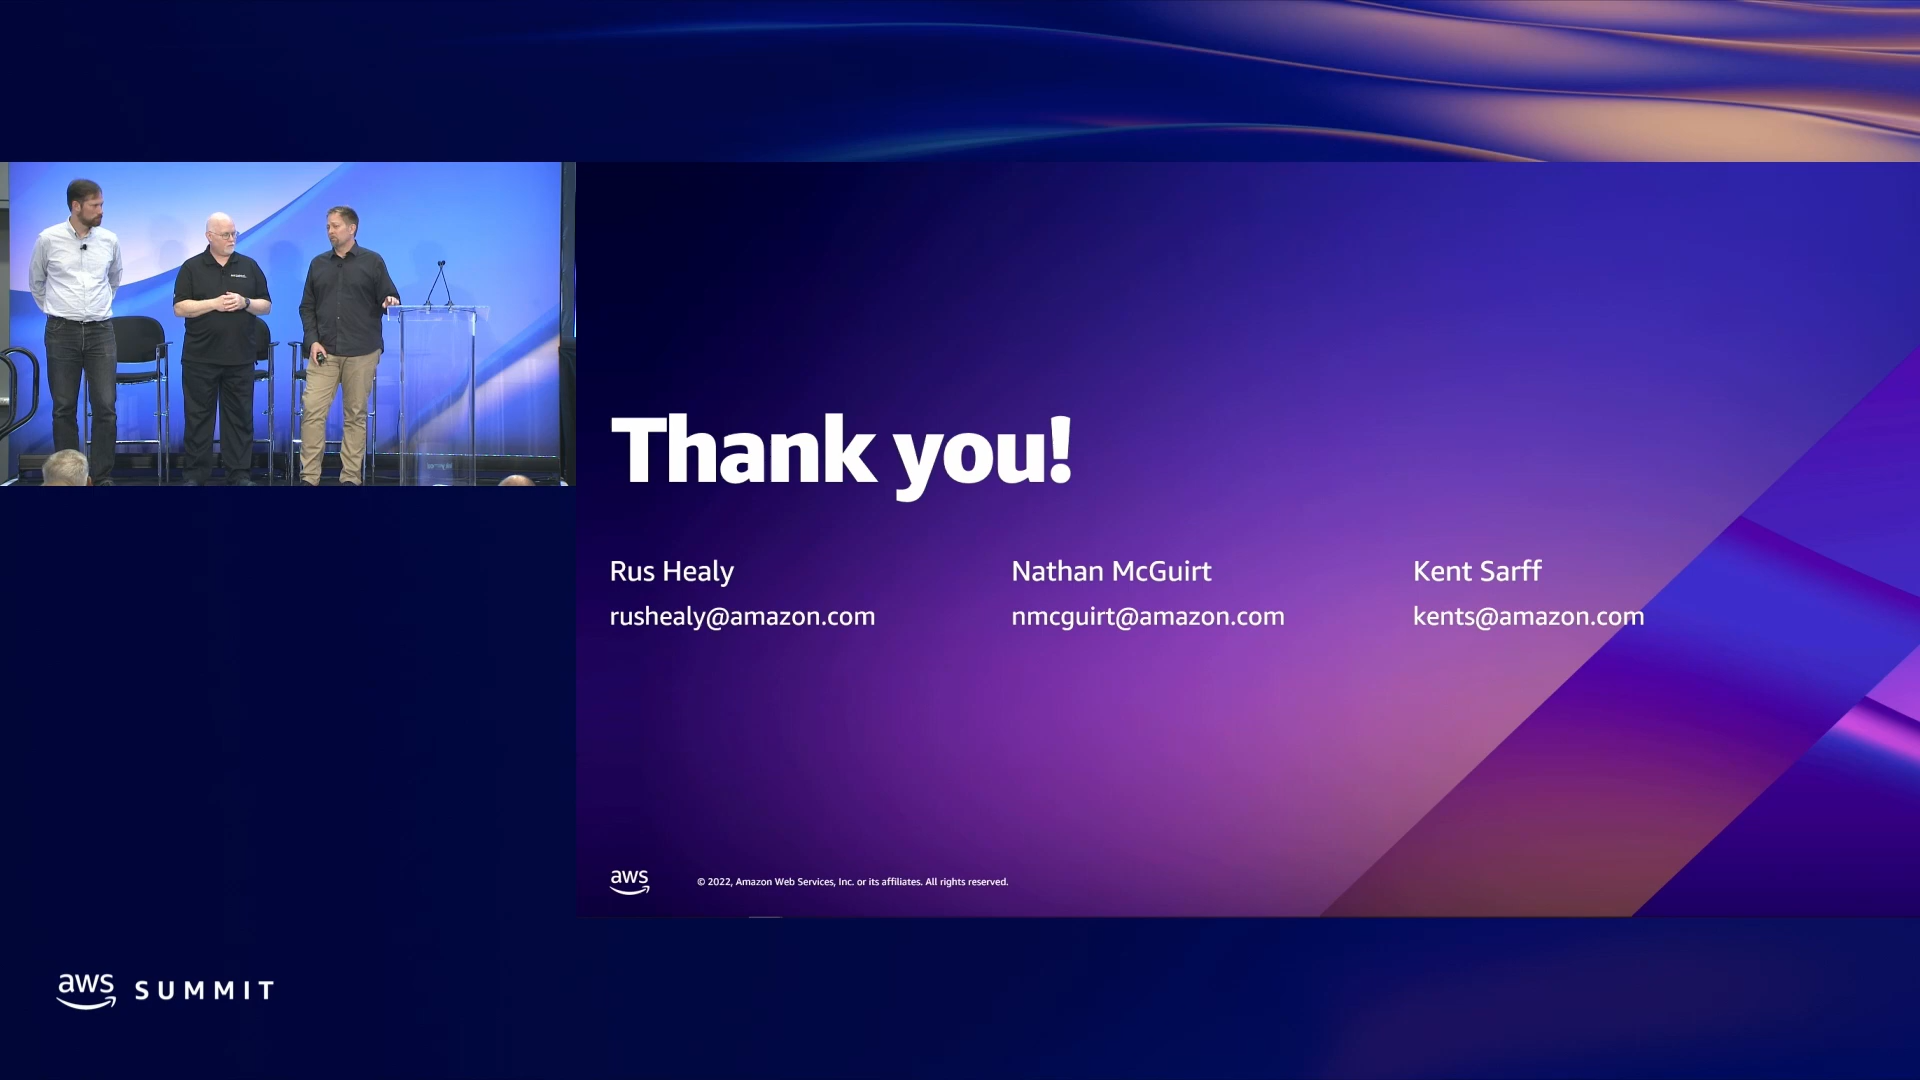 Thank you!
Rus Healy
rushealy@amazon.com
Nathan McGuirt
nmcguirt@amazon.com
Kent Sarff
kents@amazon.com
aws
© 2022, Amazon Web Services, Inc. or its affiliates. All rights reserved.
aws SUMMIT